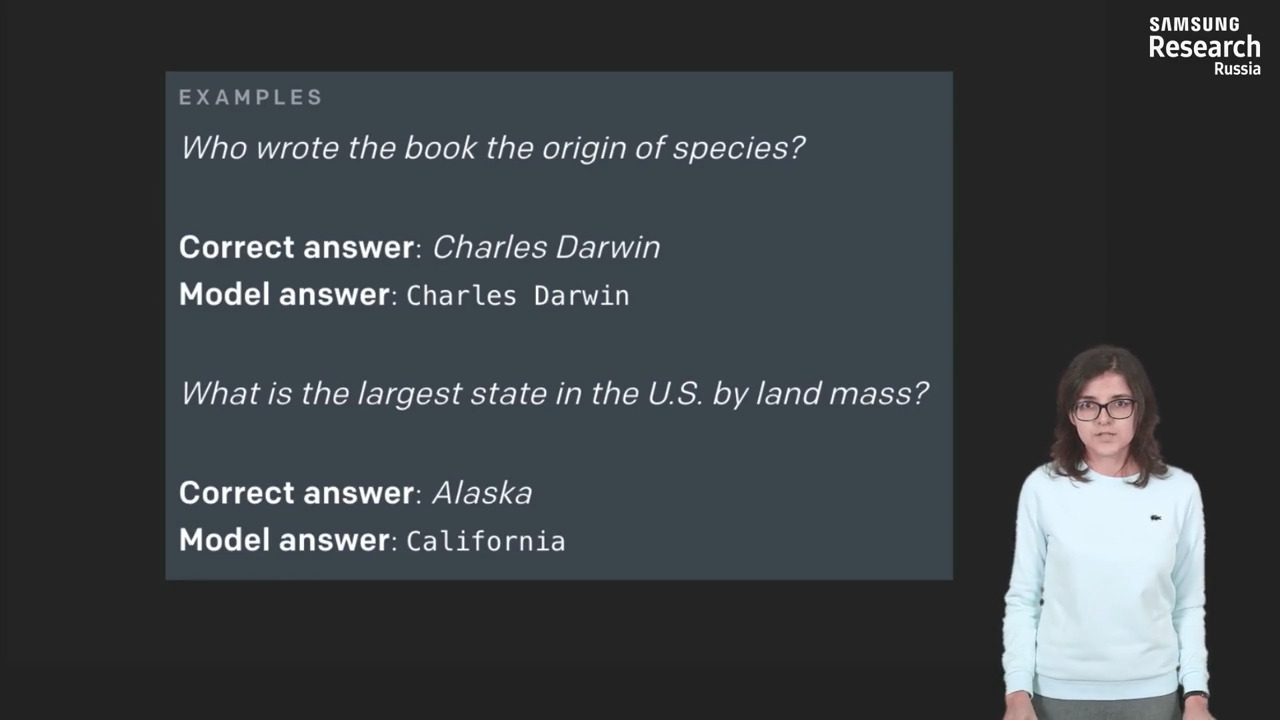 SAMSUNG
Research
Russia
EXAMPLES
Who wrote the book the origin of species?
Correct answer: Charles Darwin
Model answer: Charles Darwin
What is the largest state in the U.S. by land mass?
Correct answer: Alaska
Model answer: California